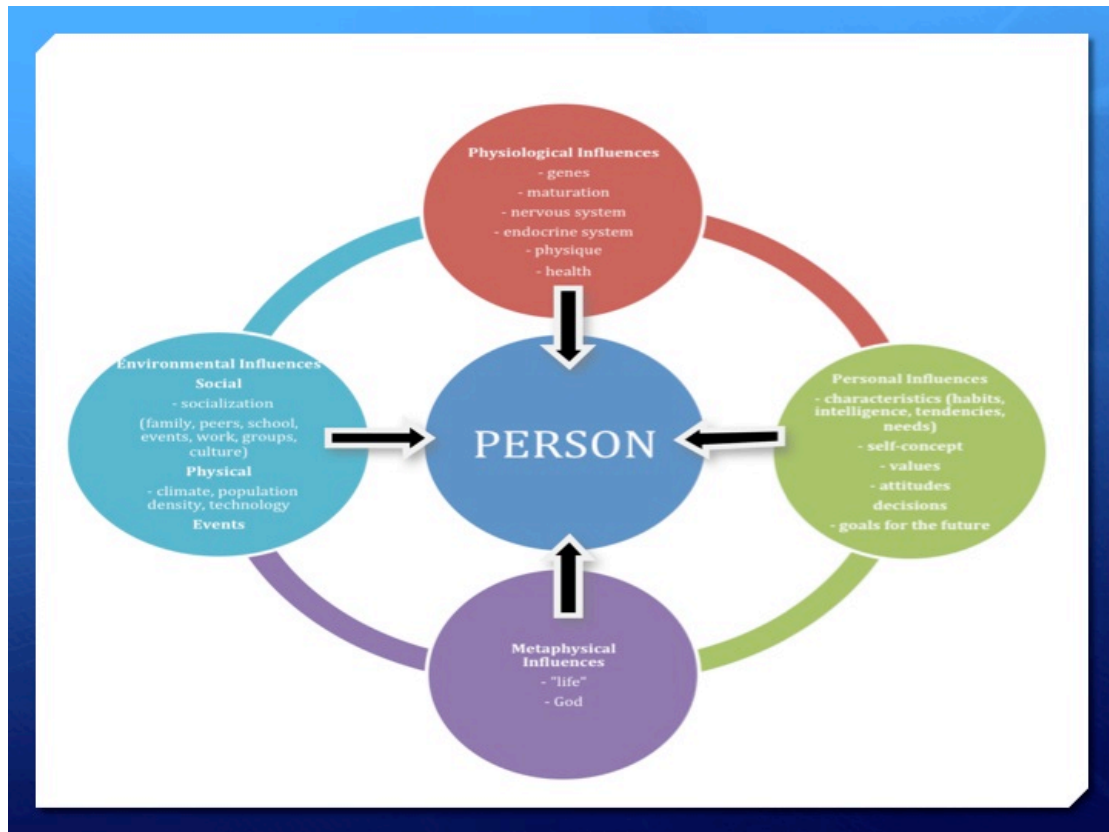 Physiological Influences
- genes
- maturation
- nervous system
- endocrine system
- physique
- health
Environmental Influences
Social
- socialization
(family, peers, school,
events, work, groups,
culture)
Physical
- climate, population
density, technology
Events
PERSON
Personal Influences
- characteristics (habits,
intelligence, tendencies,
needs)
- self-concept
- values
- attitudes
decisions
- goals for the future
Metaphysical
Influences
- "life"
- God